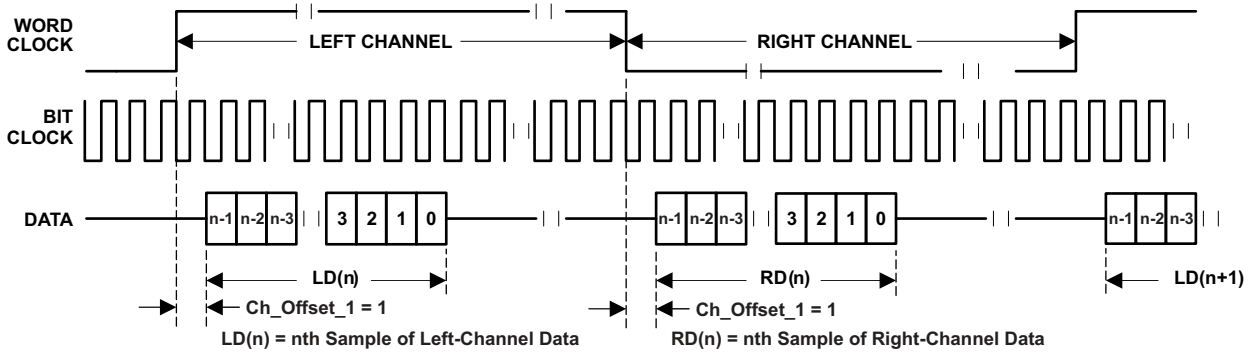 WORD
CLOCK
LEFT CHANNEL
RIGHT CHANNEL
BIT
CLOCK
DATA
n-1 n-2 n-3 3 2 1 0 n-1 n-2 n-3 3 2 1 0 n-1 n-2 n-3
LD(n) RD(n) LD(n+1)
Ch_Offset_1 = 1 Ch_Offset_1 = 1
LD(n) = nth Sample of Left-Channel Data RD(n) = nth Sample of Right-Channel Data